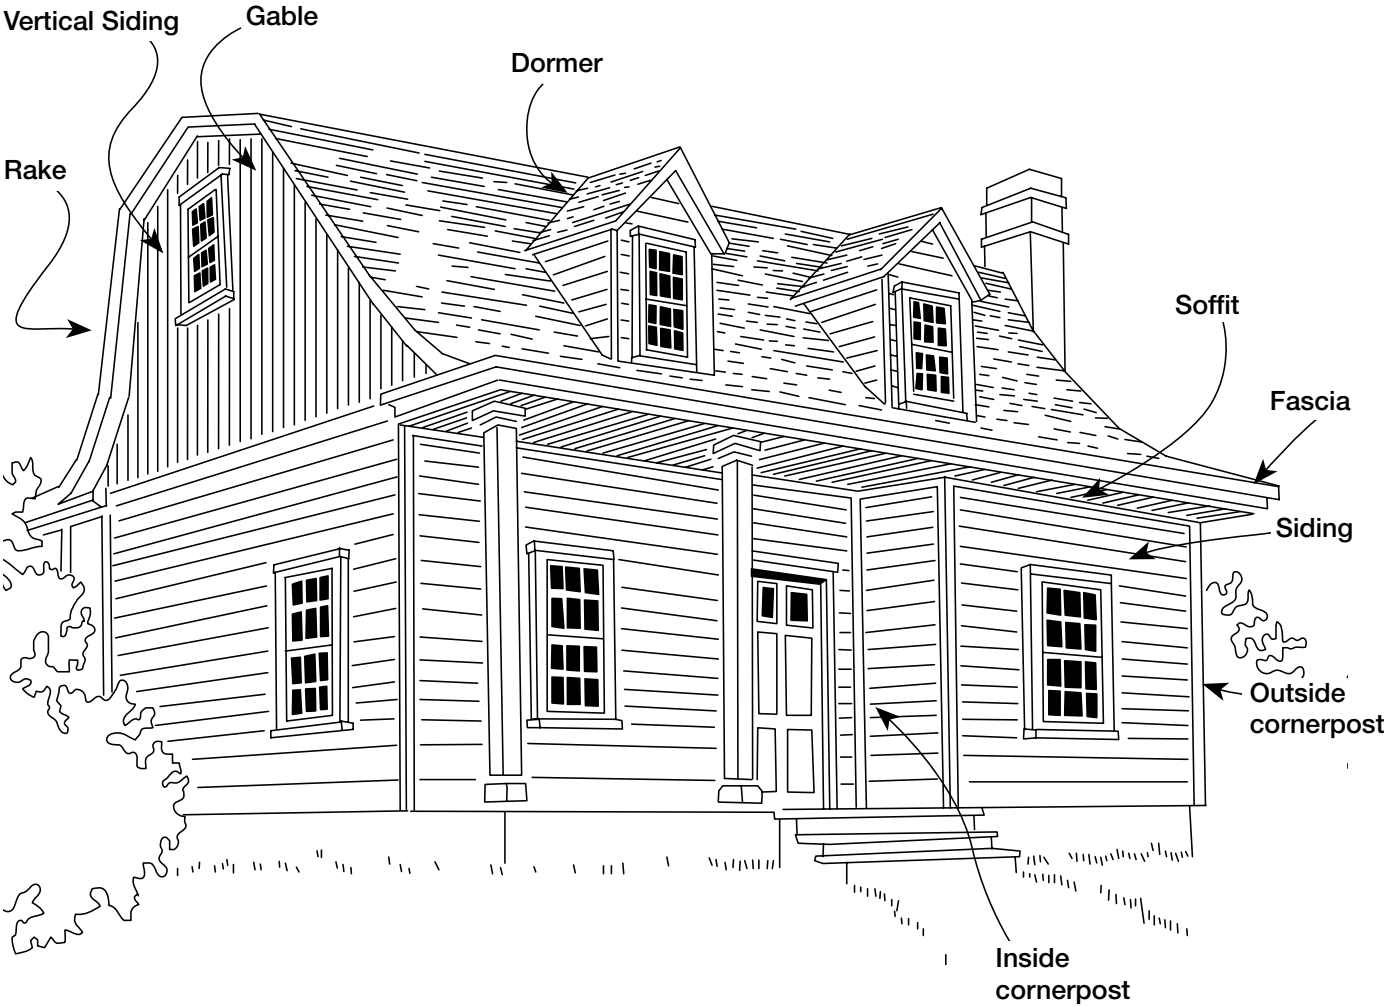 Vertical Siding
Gable
Dormer
Rake
Soffit
Fascia
Siding
Outside
cornerpost
Inside
cornerpost